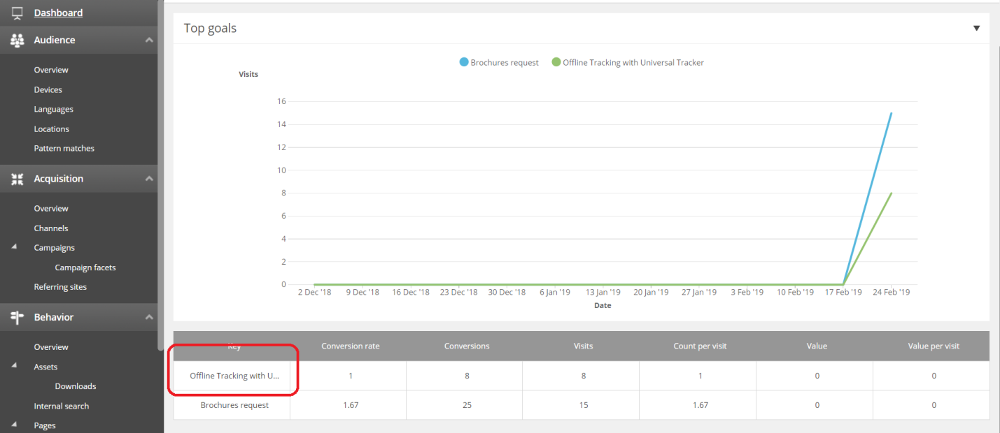 Dashboard
Audience
Overview
Devices
Languages
Locations
Pattern matches
Acquisition
Overview
Channels
Campaigns
Campaign facets
Referring sites
Behavior
Overview
Assets
Downloads
Internal search
Pages
Top goals
Brochures request Offline Tracking with Universal Tracker
Visits
16
14
12
10
8
6
4
2
0
2 Dec '18 9 Dec '18 16 Dec '18 23 Dec '18 30 Dec '18 6 Jan '19 13 Jan '19 20 Jan '19 27 Jan '19 3 Feb '19 10 Feb '19 17 Feb '19 24 Feb '19
Date
Key Conversion rate Conversions Visits Count per visit Value Value per visit
Offline Tracking with U... 1 8 8 1 0 0
Brochures request 1.67 25 15 1.67 0 0